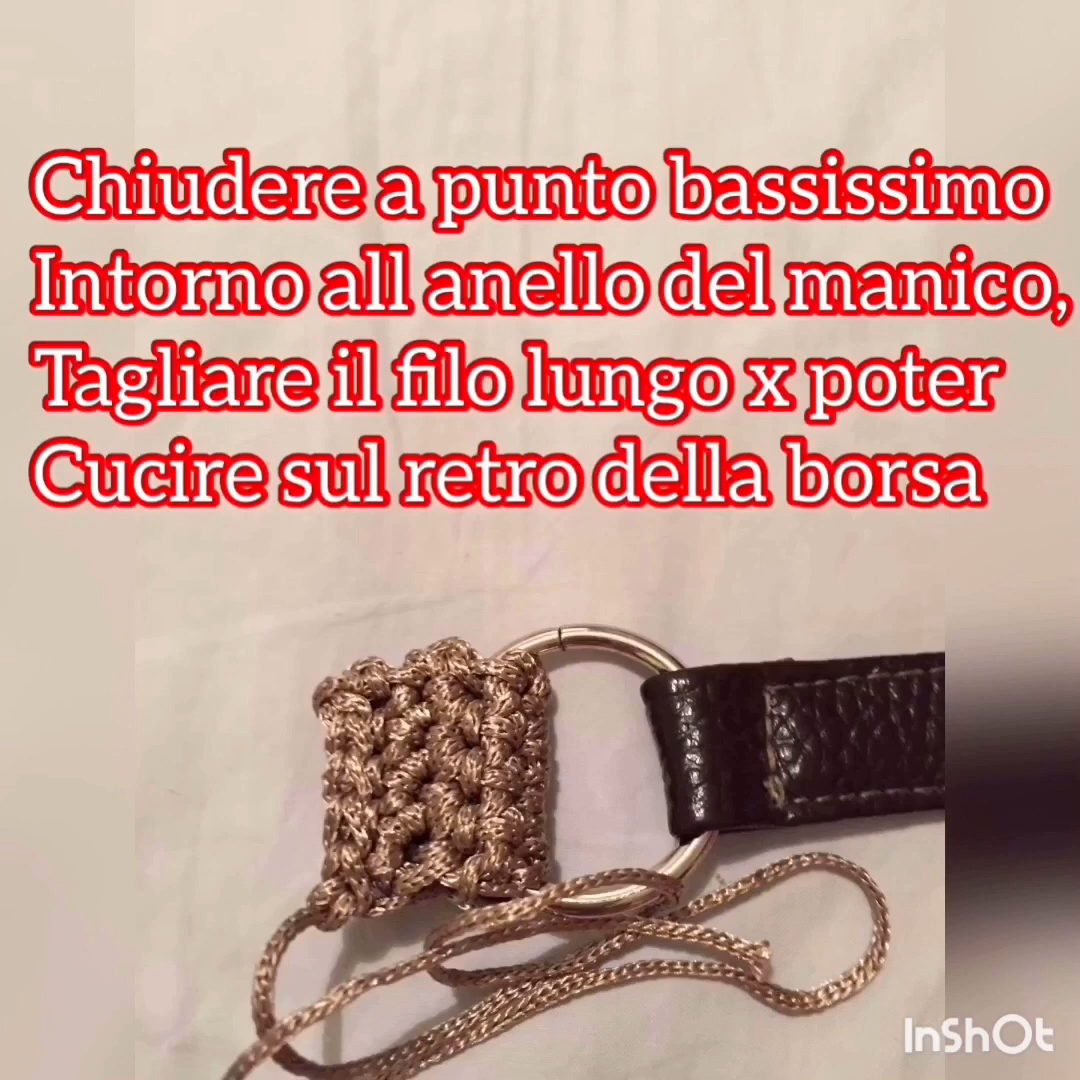 Chiudere a punto bassissimo
Intorno all anello del manico,
Tagliare il filo lungo x poter
Cucire sul retro della borsa
InShOt